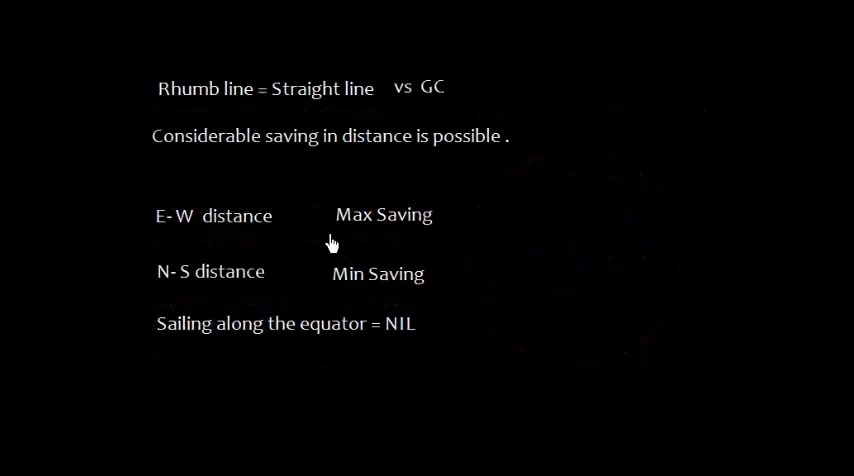 Rhumb line = Straight line vs GC
Considerable saving in distance is possible .
E- W distance Max Saving
N- S distance Min Saving
Sailing along the equator = NIL